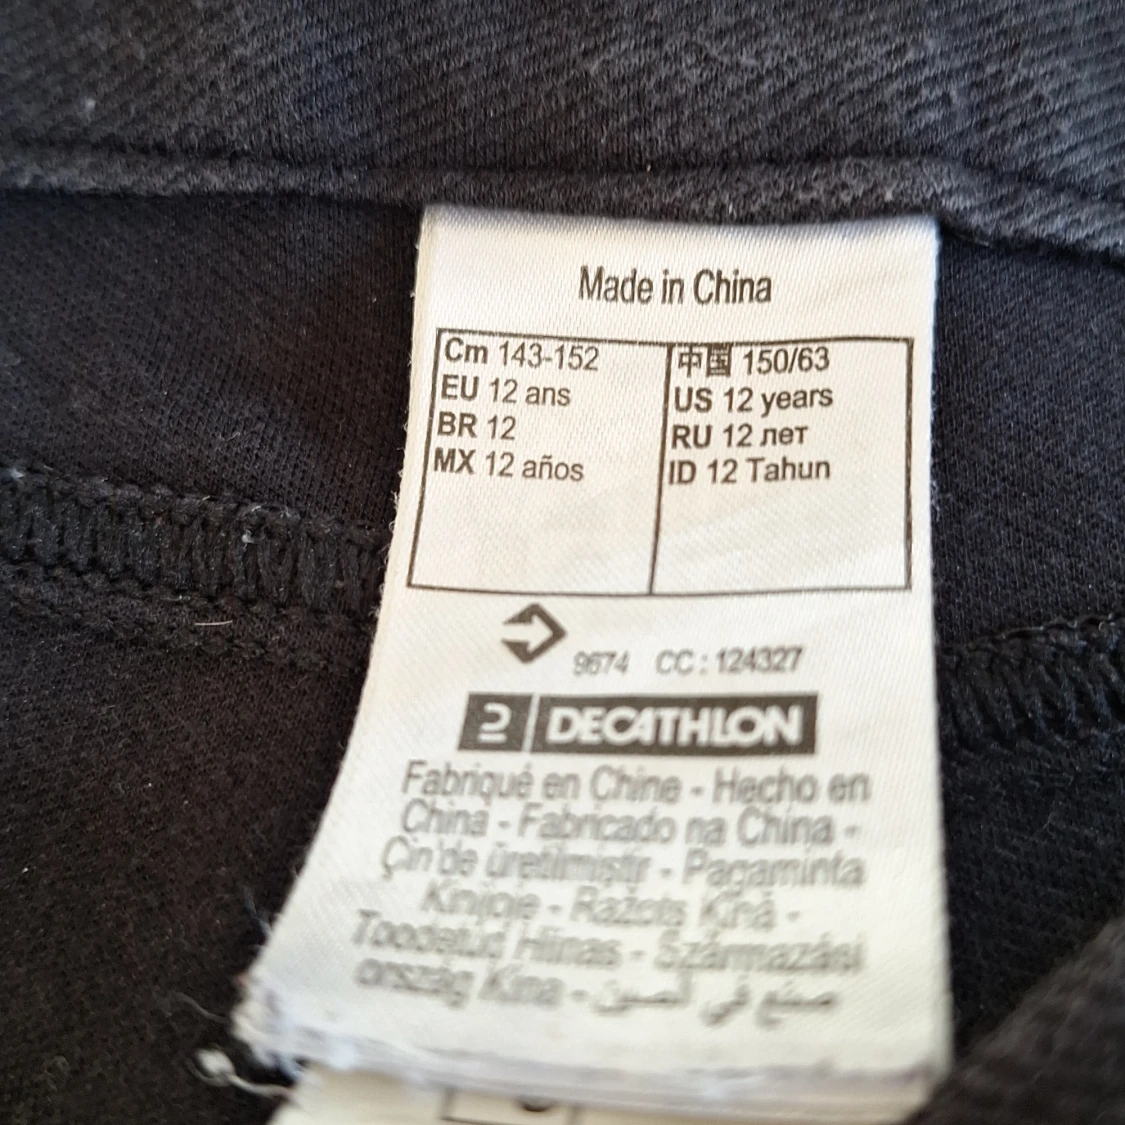 Made in China
Cm 143-152
EU 12 ans
BR 12
MX 12 años
中国 150/63
US 12 years
RU 12 лет
ID 12 Tahun
9674 CC : 124327
DECATHLON
Fabriqué en Chine - Hecho en
China - Fabricado na China -
Çin'de üretilmiştir - Pagaminta
Kinijoje - Ražots Ķīnā -
Toodetud Hiinas - Származási
ország Kína - صنع في الصين